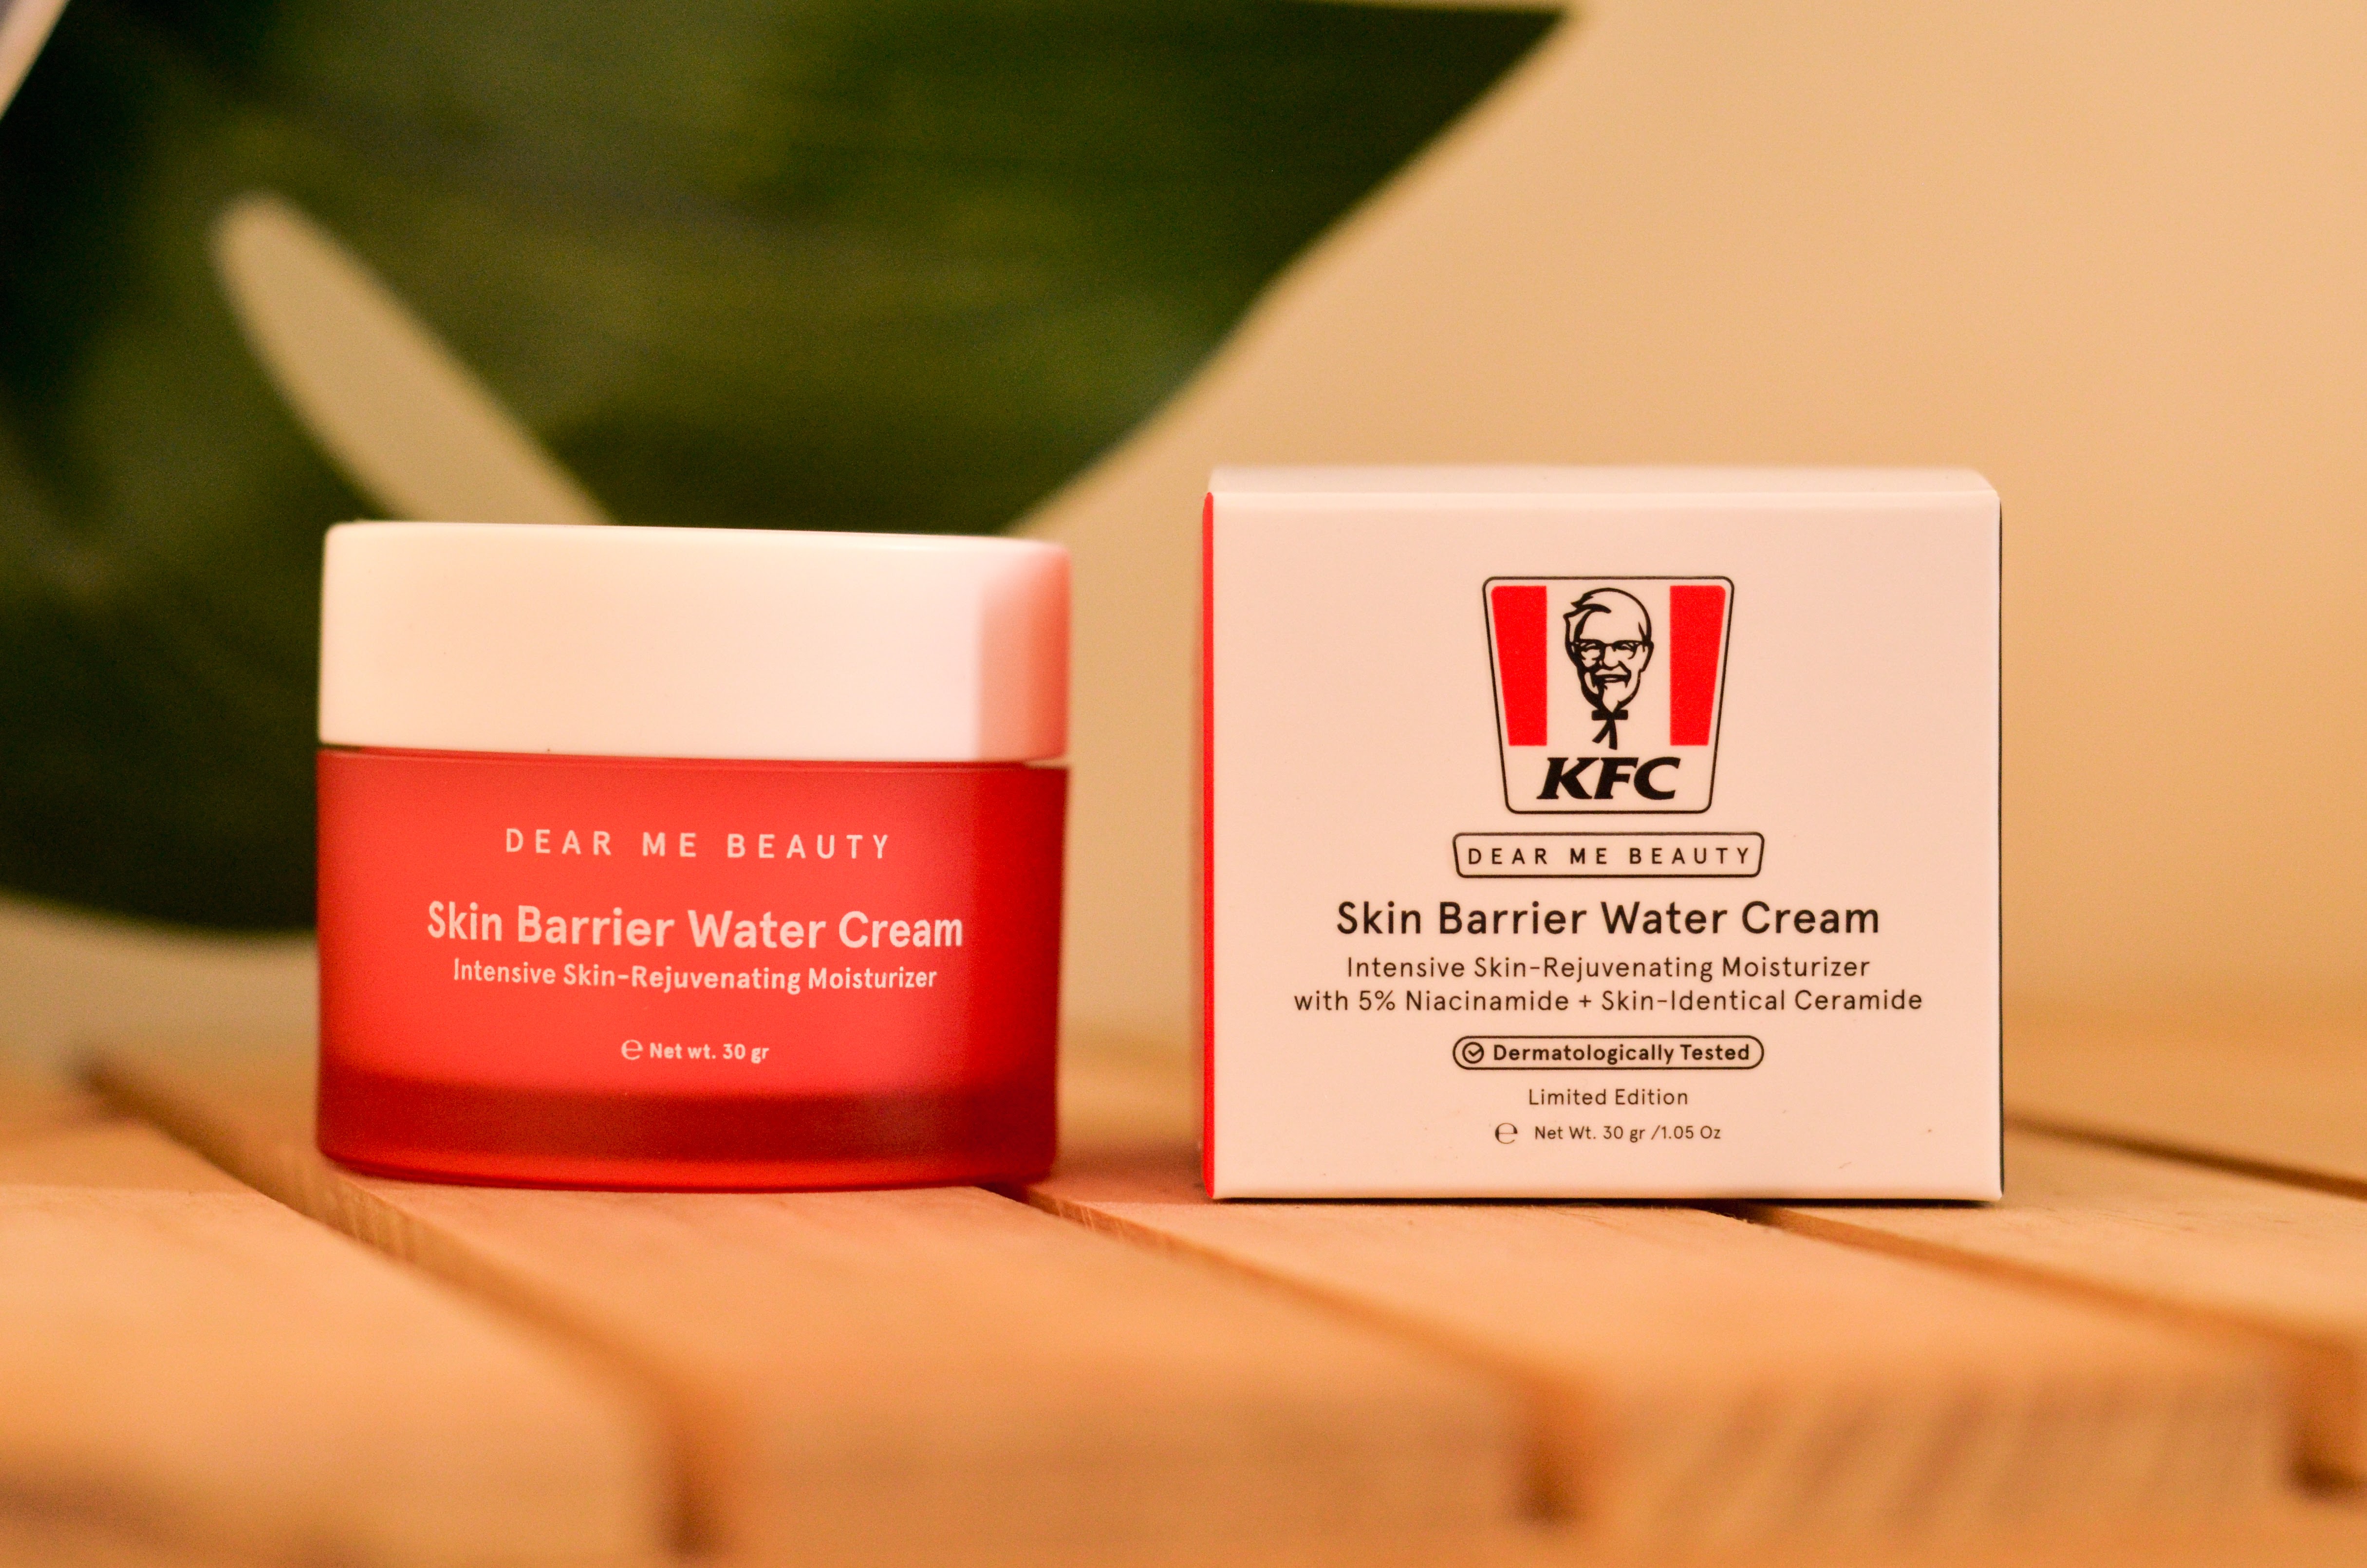 DEAR ME BEAUTY
Skin Barrier Water Cream
Intensive Skin-Rejuvenating Moisturizer
℮ Net wt. 30 gr
KFC
DEAR ME BEAUTY
Skin Barrier Water Cream
Intensive Skin-Rejuvenating Moisturizer
with 5% Niacinamide + Skin-Identical Ceramide
Dermatologically Tested
Limited Edition
℮ Net Wt. 30 gr /1.05 Oz